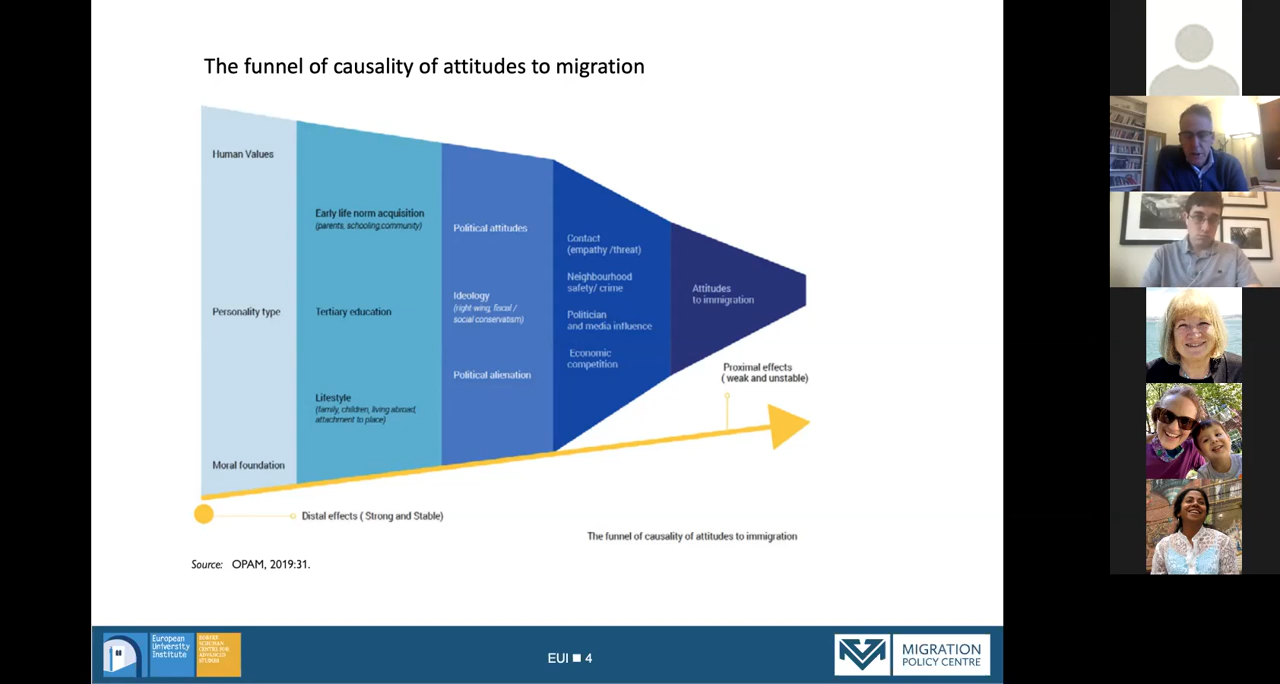 The funnel of causality of attitudes to migration
Human Values
Personality type
Moral foundation
Early life norm acquisition
(parents, schooling,community)
Tertiary education
Lifestyle
(family, children, living abroad,
attachment to place)
Political attitudes
Ideology
(right wing, fiscal /
social conservatism)
Political alienation
Contact
(empathy /threat)
Neighbourhood
safety/ crime
Politician
and media influence
Economic
competition
Attitudes
to immigration
Proximal effects
( weak and unstable)
Distal effects ( Strong and Stable)
The funnel of causality of attitudes to immigration
Source: OPAM, 2019:31.
European
University
Institute
ROBERT
SCHUMAN
CENTRE FOR
ADVANCED
STUDIES
EUI ■ 4
MIGRATION
POLICY CENTRE